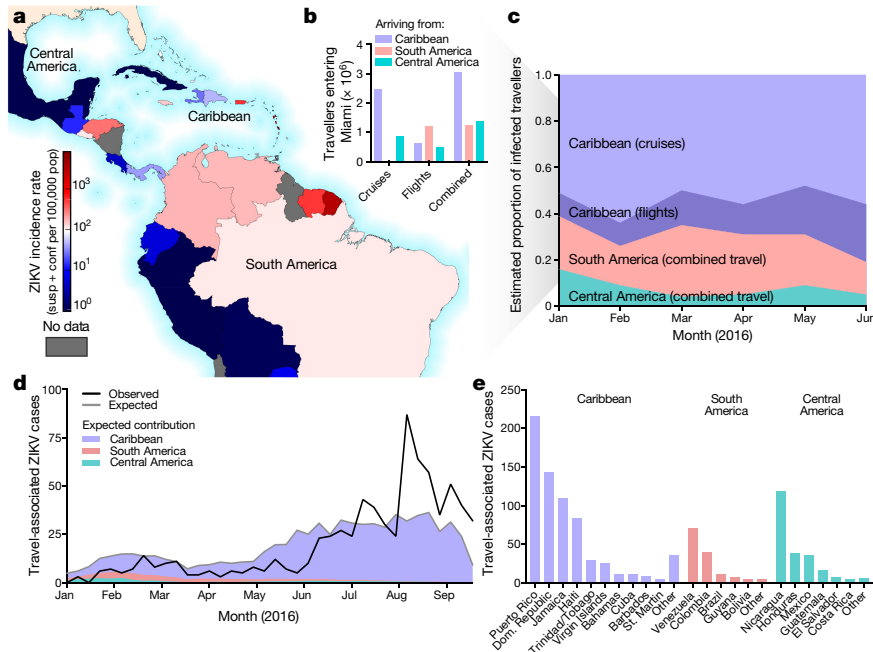 a
Central
America
Caribbean
South America
ZIKV incidence rate
(susp + conf per 100,000 pop)
10³
10²
10¹
10⁰
No data
b
Arriving from:
Caribbean
South America
Central America
Travellers entering
Miami (× 10⁶)
4
3
2
1
0
Cruises
Flights
Combined
c
Estimated proportion of infected travellers
1.0
0.8
0.6
0.4
0.2
0
Caribbean (cruises)
Caribbean (flights)
South America (combined travel)
Central America (combined travel)
Jan Feb Mar Apr May Jun
Month (2016)
d
Travel-associated ZIKV cases
100
75
50
25
0
Observed
Expected
Expected contribution
Caribbean
South America
Central America
Jan Feb Mar Apr May Jun Jul Aug Sep
Month (2016)
e
Travel-associated ZIKV cases
250
200
150
100
50
0
Caribbean
South
America
Central
America
Puerto Rico
Dom. Republic
Jamaica
Haiti
Trinidad/Tobago
Virgin Islands
Bahamas
Cuba
Barbados
St. Martin
Other
Venezuela
Colombia
Brazil
Guyana
Bolivia
Other
Nicaragua
Honduras
Mexico
Guatemala
El Salvador
Costa Rica
Other